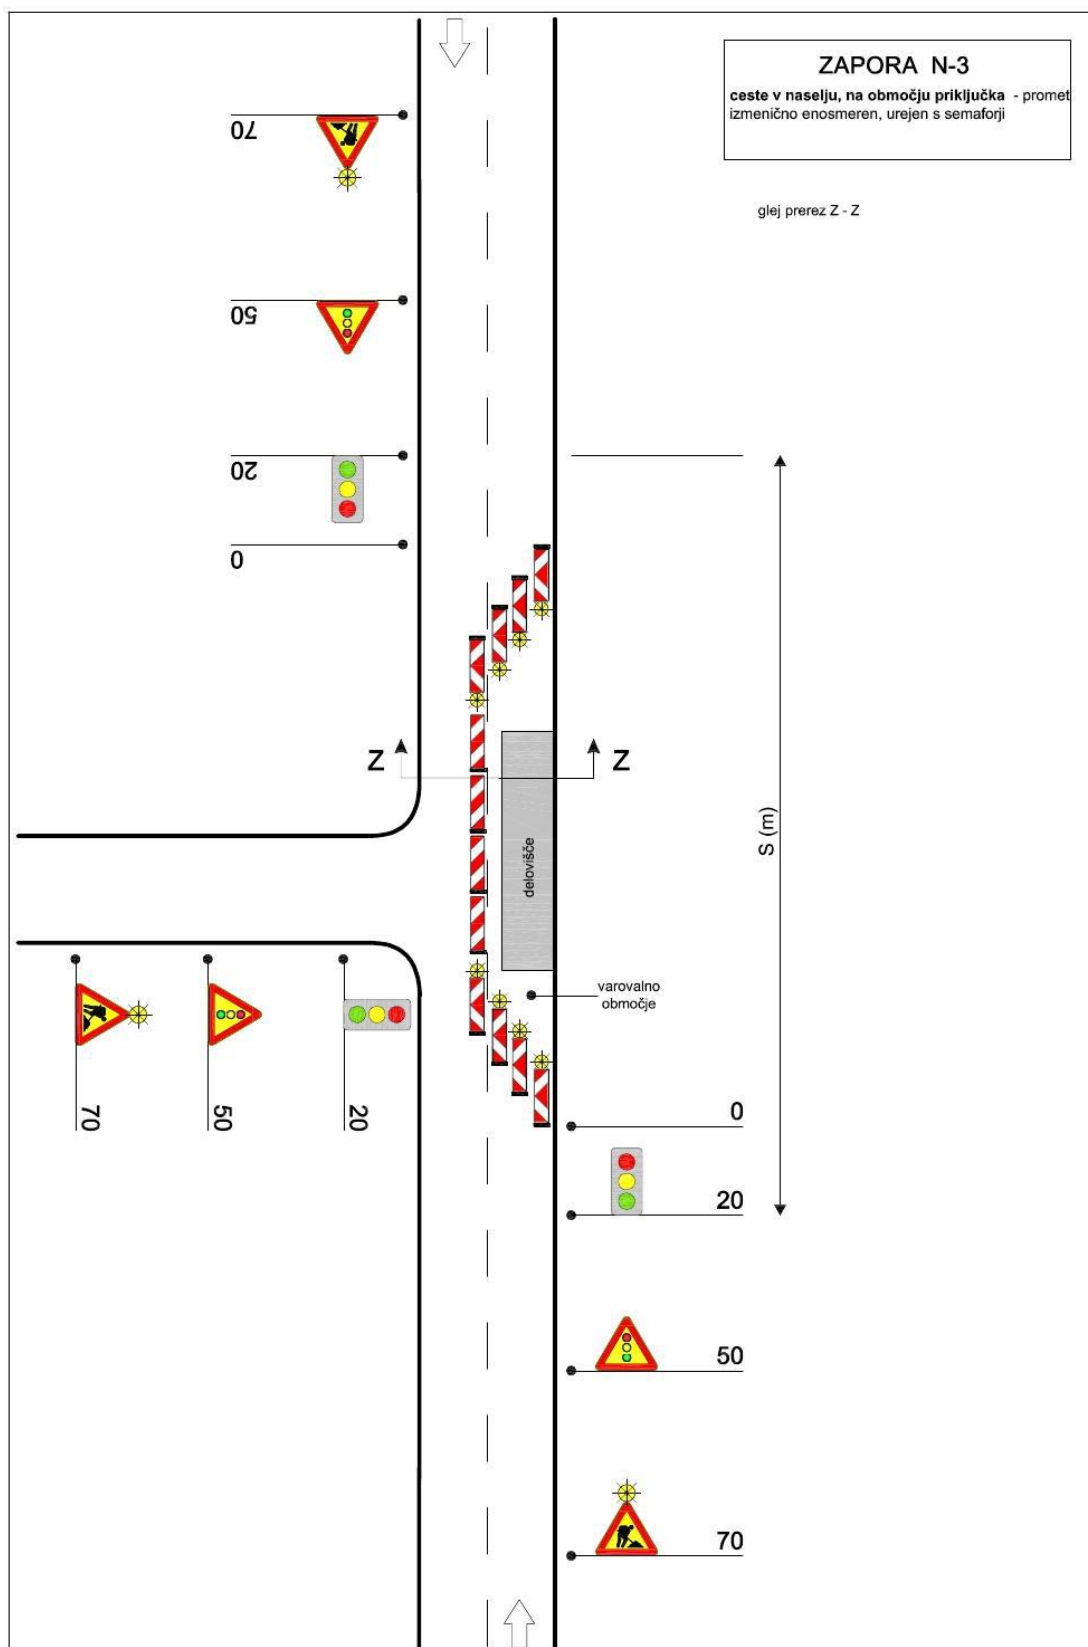 ZAPORA N-3
ceste v naselju, na območju priključka - promet
izmenično enosmeren, urejen s semaforji
glej prerez Z - Z
70
50
20
0
Z
Z
S (m)
delovišče
varovalno
območje
70
50
20
0
20
50
70